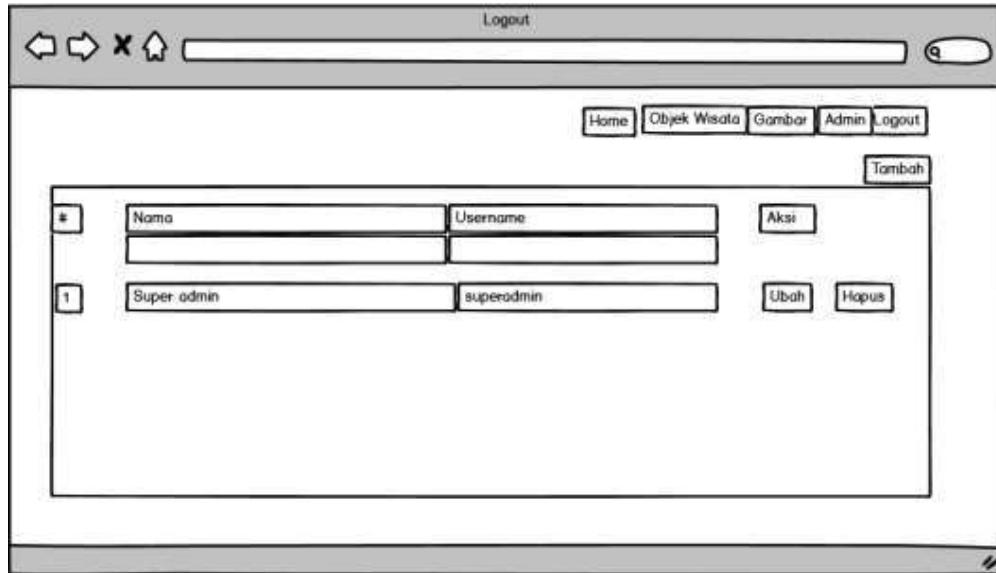 Logout
Home Objek Wisata Gambar Admin Logout
Tambah
# Nama Username Aksi
1 Super admin superadmin Ubah Hapus